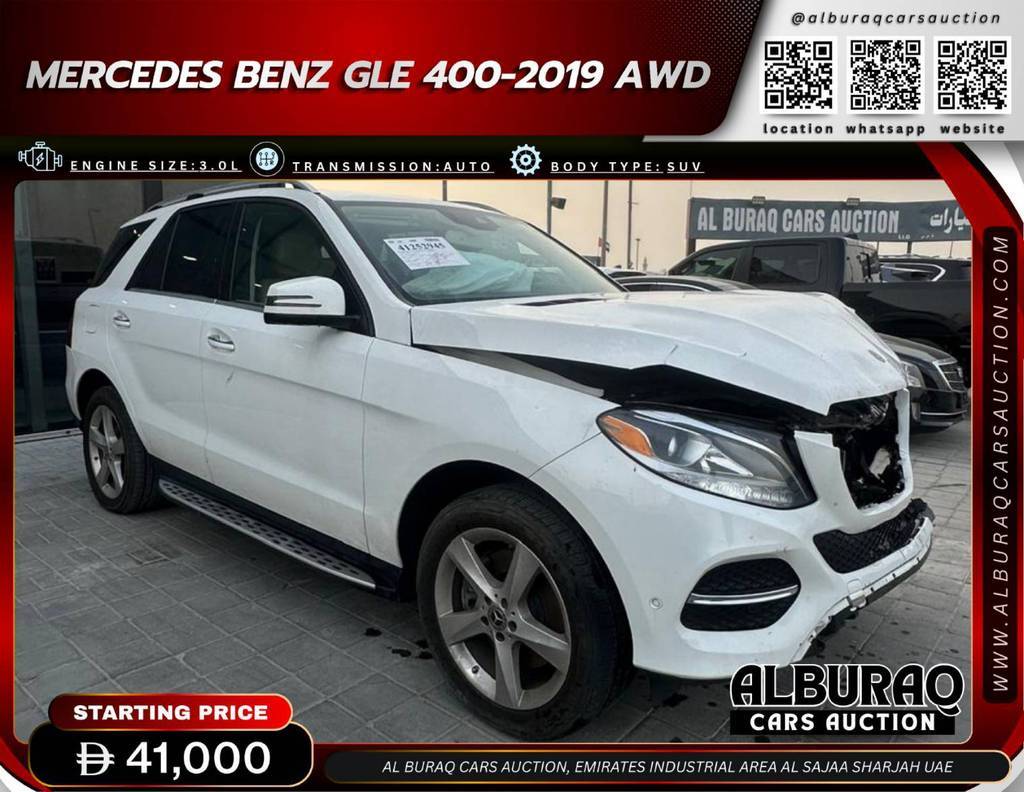 @alburaqcarsauction
MERCEDES BENZ GLE 400-2019 AWD
location whatsapp website
ENGINE SIZE:3.0L TRANSMISSION:AUTO BODY TYPE: SUV
AL BURAQ CARS AUCTION
LLC
41252945
WWW.ALBURAQCARSAUCTION.COM
ALBURAQ
CARS AUCTION
STARTING PRICE
41,000
AL BURAQ CARS AUCTION, EMIRATES INDUSTRIAL AREA AL SAJAA SHARJAH UAE